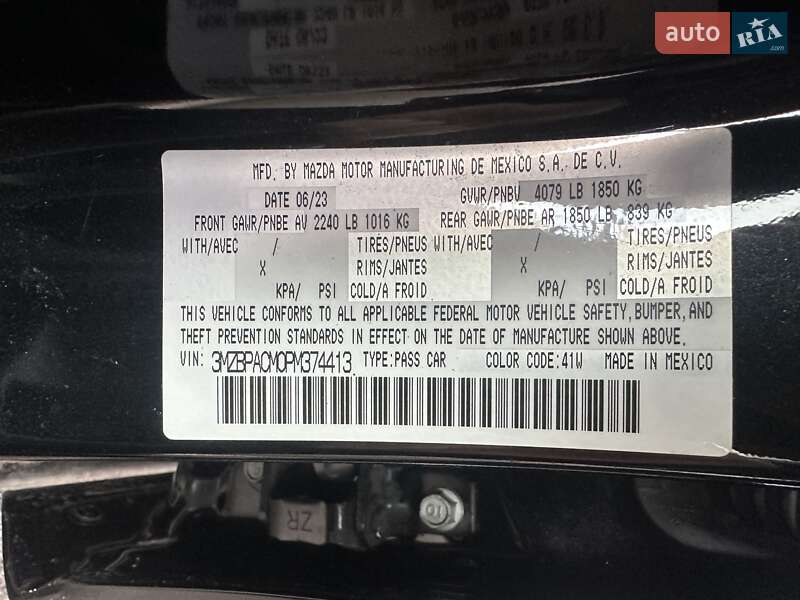 auto RIA.com
MFD. BY MAZDA MOTOR MANUFACTURING DE MEXICO S.A. DE C.V.
DATE 06/23 GVWR/PNBV 4079 LB 1850 KG
FRONT GAWR/PNBE AV 2240 LB 1016 KG REAR GAWR/PNBE AR 1850 LB 839 KG
WITH/AVEC / TIRES/PNEUS WITH/AVEC / TIRES/PNEUS
X RIMS/JANTES X RIMS/JANTES
KPA/ PSI COLD/A FROID KPA/ PSI COLD/A FROID
THIS VEHICLE CONFORMS TO ALL APPLICABLE FEDERAL MOTOR VEHICLE SAFETY, BUMPER, AND
THEFT PREVENTION STANDARDS IN EFFECT ON THE DATE OF MANUFACTURE SHOWN ABOVE.
VIN: 3MZBPACM0PM374413 TYPE:PASS CAR COLOR CODE:41W MADE IN MEXICO
ZR
10